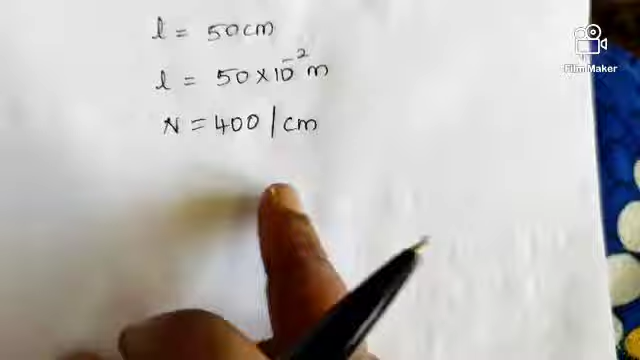 l = 50cm
l = 50 × 10⁻² m
N = 400 / cm
FilmMaker